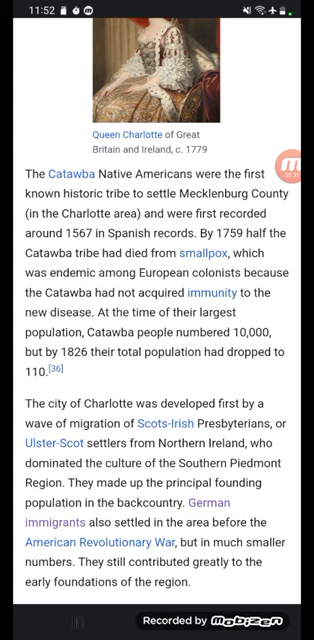 11:52
Queen Charlotte of Great
Britain and Ireland, c. 1779
The Catawba Native Americans were the first
known historic tribe to settle Mecklenburg County
(in the Charlotte area) and were first recorded
around 1567 in Spanish records. By 1759 half the
Catawba tribe had died from smallpox, which
was endemic among European colonists because
the Catawba had not acquired immunity to the
new disease. At the time of their largest
population, Catawba people numbered 10,000,
but by 1826 their total population had dropped to
110.[36]
The city of Charlotte was developed first by a
wave of migration of Scots-Irish Presbyterians, or
Ulster-Scot settlers from Northern Ireland, who
dominated the culture of the Southern Piedmont
Region. They made up the principal founding
population in the backcountry. German
immigrants also settled in the area before the
American Revolutionary War, but in much smaller
numbers. They still contributed greatly to the
early foundations of the region.
Recorded by mobizen